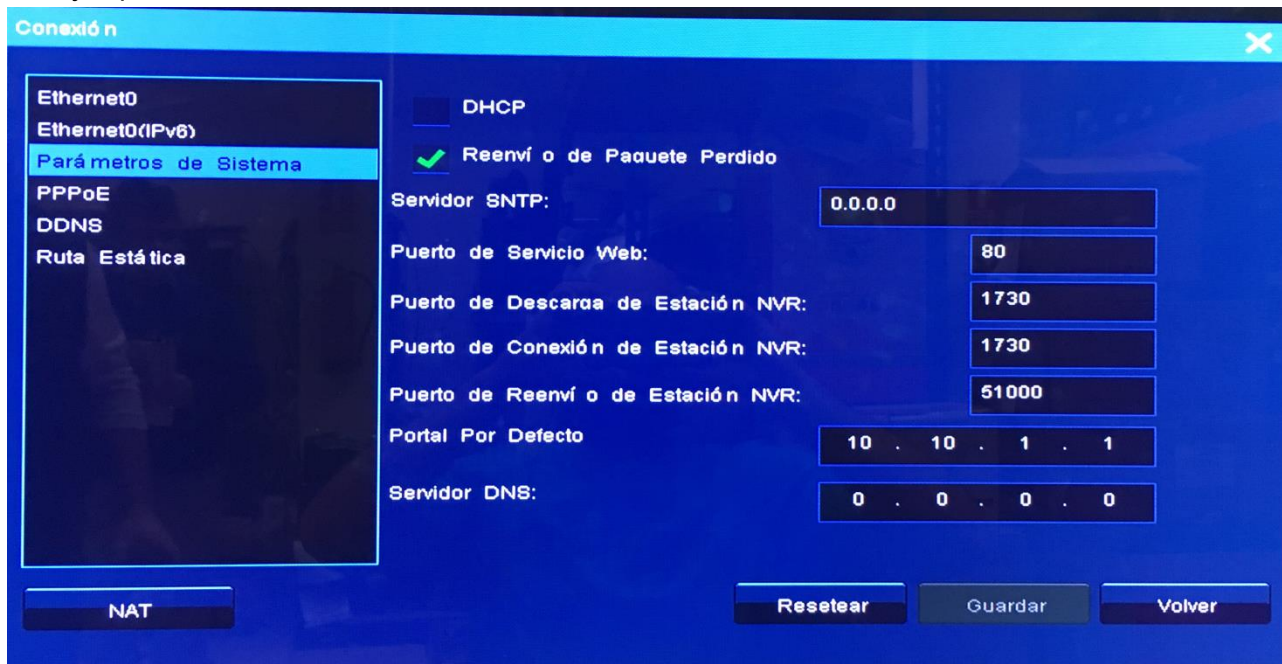 Conexión
Ethernet0
Ethernet0(IPv6)
Parámetros de Sistema
PPPoE
DDNS
Ruta Estática
DHCP
Reenvío de Paquete Perdido
Servidor SNTP: 0.0.0.0
Puerto de Servicio Web: 80
Puerto de Descarga de Estación NVR: 1730
Puerto de Conexión de Estación NVR: 1730
Puerto de Reenvío de Estación NVR: 51000
Portal Por Defecto 10 . 10 . 1 . 1
Servidor DNS: 0 . 0 . 0 . 0
NAT Resetear Guardar Volver